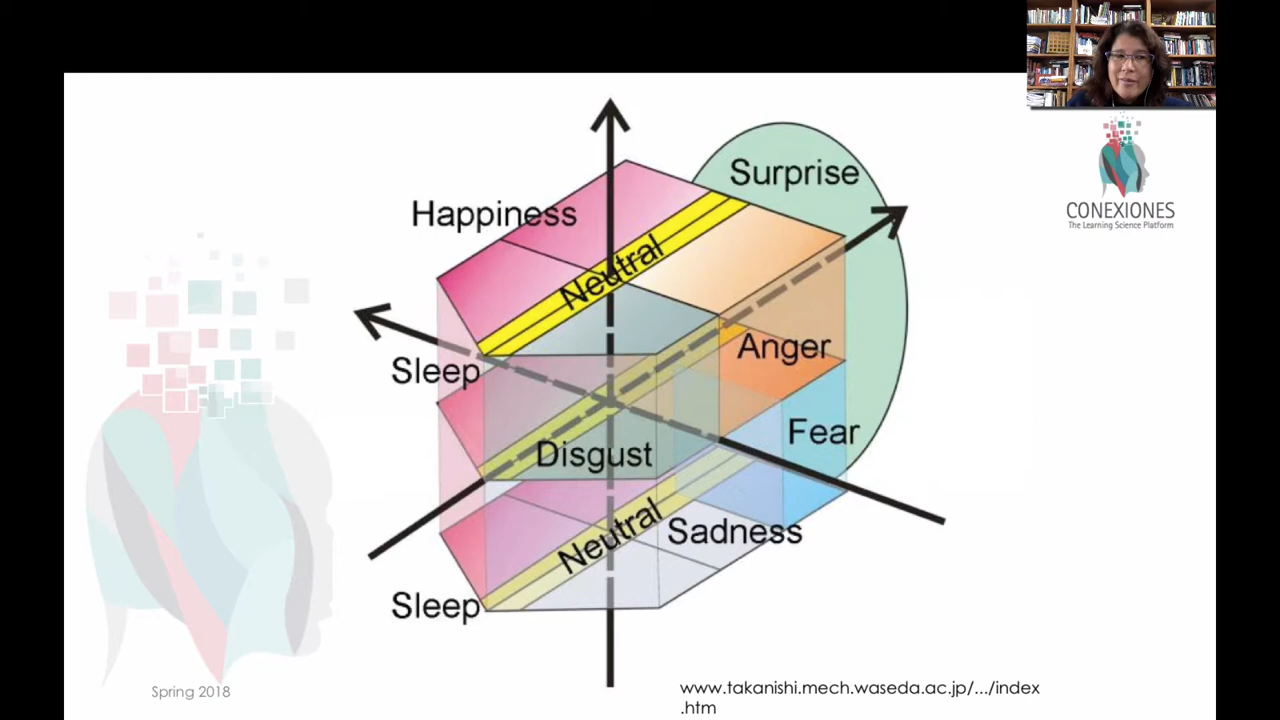 Surprise
Happiness
CONEXIONES
The Learning Science Platform
Neutral
Anger
Sleep
Fear
Disgust
Neutral
Sadness
Sleep
Spring 2018
www.takanishi.mech.waseda.ac.jp/.../index
.htm